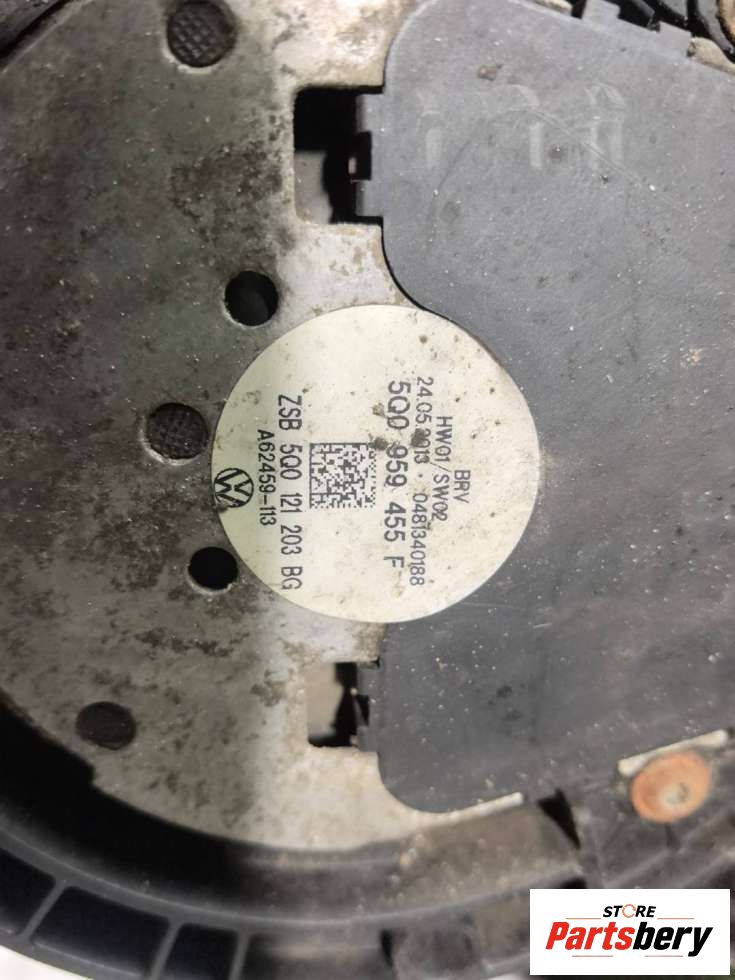 BRV
HW01/SW02
24.05.2013 · 0481340188
5Q0 959 455 F
ZSB 5Q0 121 203 BG
A62459-113
STORE
Partsbery